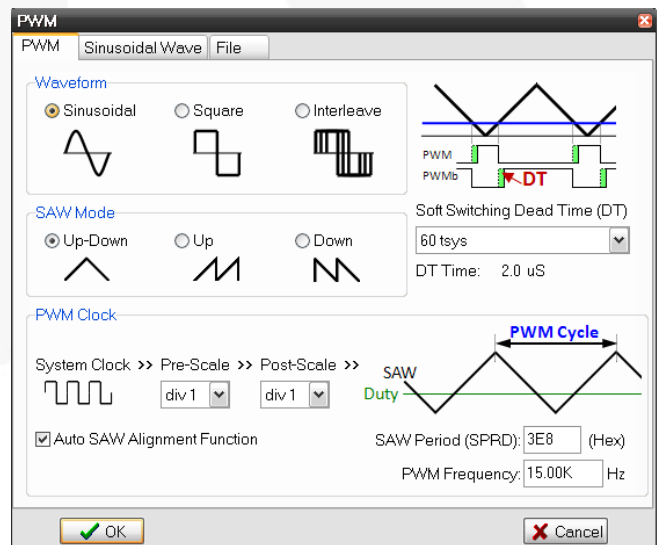 PWM
PWM Sinusoidal Wave File
Waveform
Sinusoidal Square Interleave
PWM
PWMb
DT
SAW Mode
Up-Down Up Down
Soft Switching Dead Time (DT)
60 tsys
DT Time: 2.0 uS
PWM Clock
System Clock >> Pre-Scale >> Post-Scale >>
div 1 div 1
PWM Cycle
SAW
Duty
Auto SAW Alignment Function
SAW Period (SPRD): 3E8 (Hex)
PWM Frequency: 15.00K Hz
OK Cancel